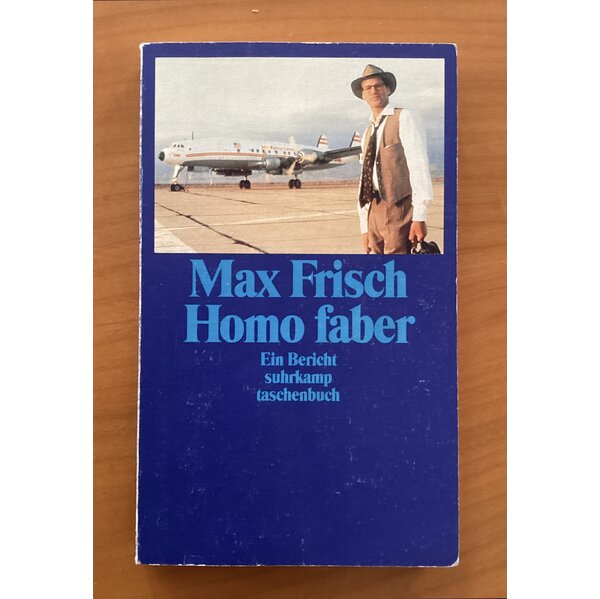 Max Frisch
Homo faber
Ein Bericht
suhrkamp
taschenbuch